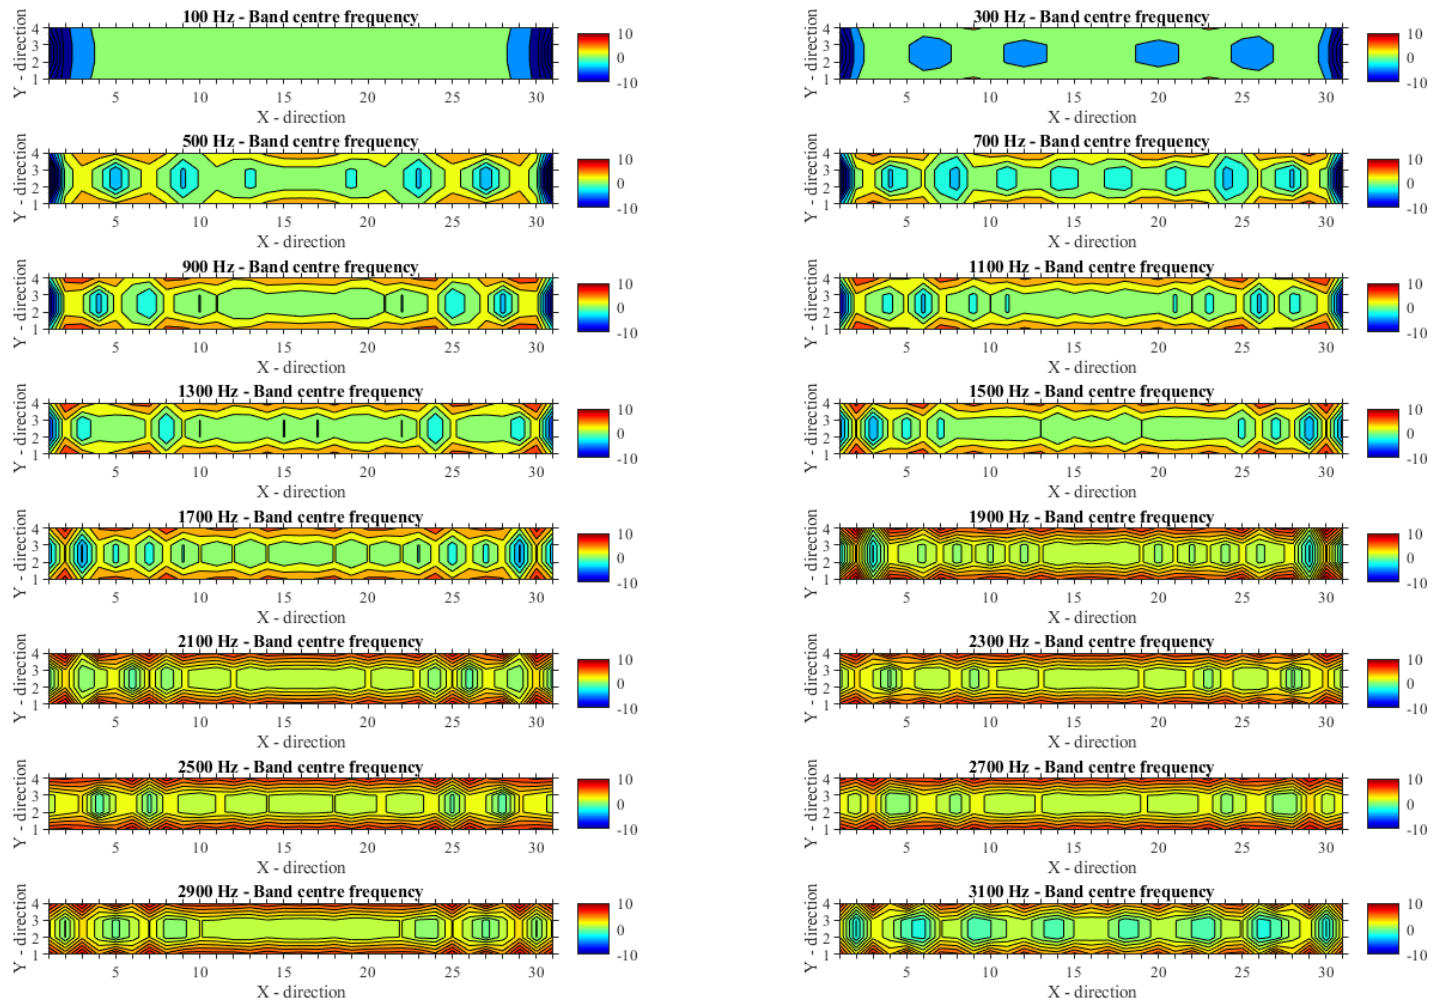 100 Hz - Band centre frequency
Y - direction
4
3
2
1
5 10 15 20 25 30
X - direction
10
0
-10
300 Hz - Band centre frequency
Y - direction
4
3
2
1
5 10 15 20 25 30
X - direction
10
0
-10
500 Hz - Band centre frequency
Y - direction
4
3
2
1
5 10 15 20 25 30
X - direction
10
0
-10
700 Hz - Band centre frequency
Y - direction
4
3
2
1
5 10 15 20 25 30
X - direction
10
0
-10
900 Hz - Band centre frequency
Y - direction
4
3
2
1
5 10 15 20 25 30
X - direction
10
0
-10
1100 Hz - Band centre frequency
Y - direction
4
3
2
1
5 10 15 20 25 30
X - direction
10
0
-10
1300 Hz - Band centre frequency
Y - direction
4
3
2
1
5 10 15 20 25 30
X - direction
10
0
-10
1500 Hz - Band centre frequency
Y - direction
4
3
2
1
5 10 15 20 25 30
X - direction
10
0
-10
1700 Hz - Band centre frequency
Y - direction
4
3
2
1
5 10 15 20 25 30
X - direction
10
0
-10
1900 Hz - Band centre frequency
Y - direction
4
3
2
1
5 10 15 20 25 30
X - direction
10
0
-10
2100 Hz - Band centre frequency
Y - direction
4
3
2
1
5 10 15 20 25 30
X - direction
10
0
-10
2300 Hz - Band centre frequency
Y - direction
4
3
2
1
5 10 15 20 25 30
X - direction
10
0
-10
2500 Hz - Band centre frequency
Y - direction
4
3
2
1
5 10 15 20 25 30
X - direction
10
0
-10
2700 Hz - Band centre frequency
Y - direction
4
3
2
1
5 10 15 20 25 30
X - direction
10
0
-10
2900 Hz - Band centre frequency
Y - direction
4
3
2
1
5 10 15 20 25 30
X - direction
10
0
-10
3100 Hz - Band centre frequency
Y - direction
4
3
2
1
5 10 15 20 25 30
X - direction
10
0
-10